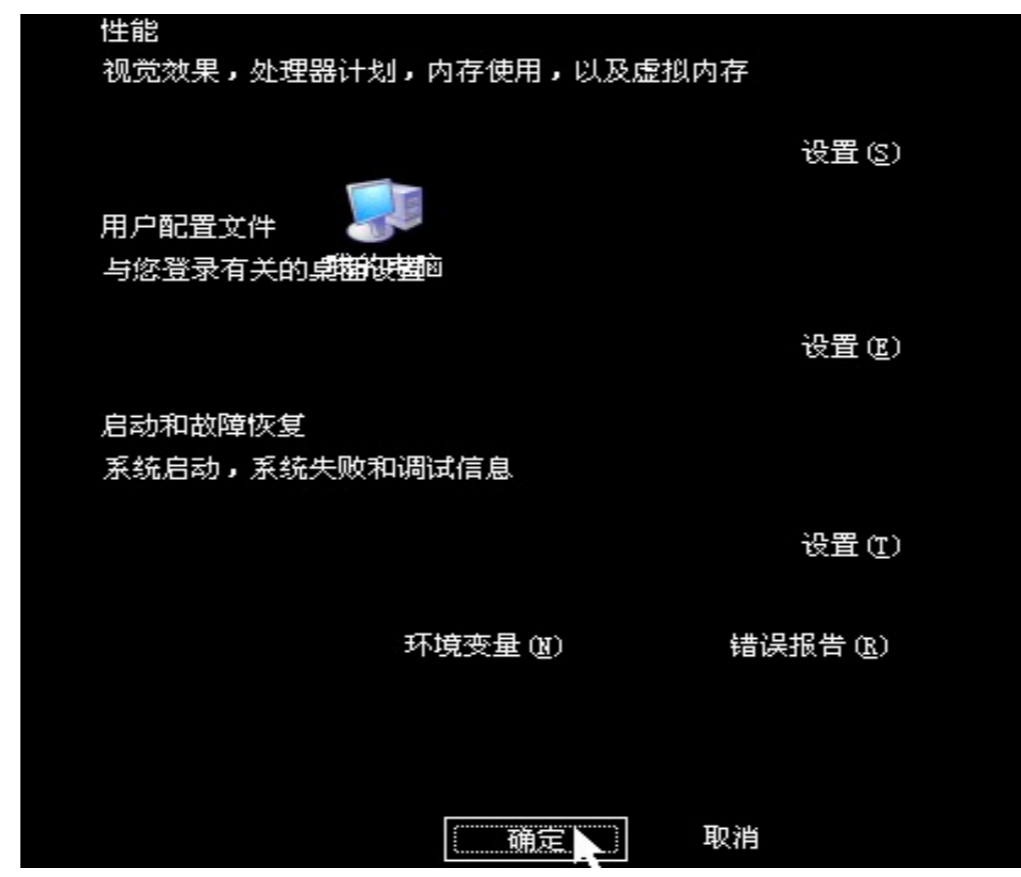 性能
视觉效果，处理器计划，内存使用，以及虚拟内存
设置(S)
用户配置文件
与您登录有关的桌面设置
设置(E)
启动和故障恢复
系统启动，系统失败和调试信息
设置(T)
环境变量(N) 错误报告(R)
确定 取消